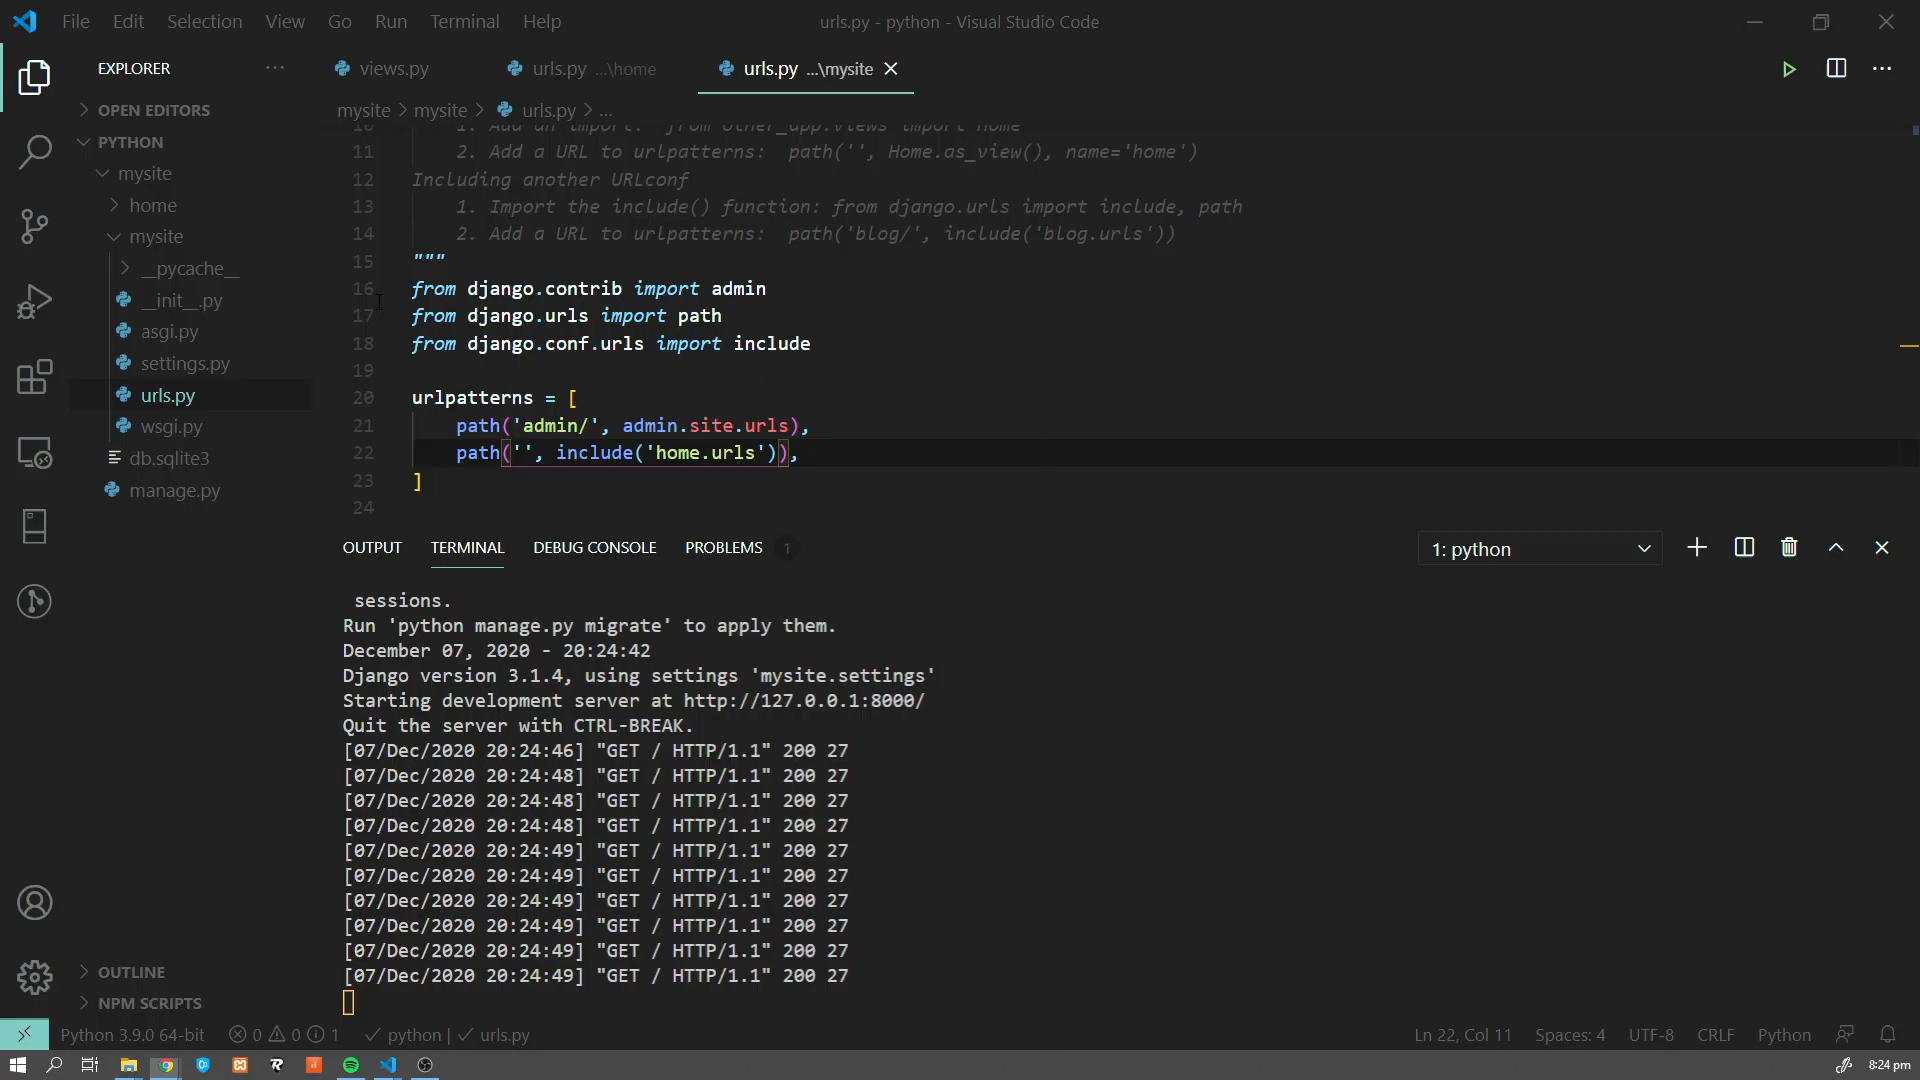 File Edit Selection View Go Run Terminal Help
urls.py - python - Visual Studio Code
EXPLORER
views.py
urls.py ...\home
urls.py ...\mysite
OPEN EDITORS
PYTHON
mysite
home
mysite
__pycache__
__init__.py
asgi.py
settings.py
urls.py
wsgi.py
db.sqlite3
manage.py
OUTLINE
NPM SCRIPTS
mysite > mysite > urls.py > ...
10 1. Add an import: from other_app.views import Home
11 2. Add a URL to urlpatterns: path('', Home.as_view(), name='home')
12 Including another URLconf
13 1. Import the include() function: from django.urls import include, path
14 2. Add a URL to urlpatterns: path('blog/', include('blog.urls'))
15 """
16 from django.contrib import admin
17 from django.urls import path
18 from django.conf.urls import include
19
20 urlpatterns = [
21 path('admin/', admin.site.urls),
22 path('', include('home.urls')),
23 ]
24
OUTPUT TERMINAL DEBUG CONSOLE PROBLEMS 1
1: python
sessions.
Run 'python manage.py migrate' to apply them.
December 07, 2020 - 20:24:42
Django version 3.1.4, using settings 'mysite.settings'
Starting development server at http://127.0.0.1:8000/
Quit the server with CTRL-BREAK.
[07/Dec/2020 20:24:46] "GET / HTTP/1.1" 200 27
[07/Dec/2020 20:24:48] "GET / HTTP/1.1" 200 27
[07/Dec/2020 20:24:48] "GET / HTTP/1.1" 200 27
[07/Dec/2020 20:24:48] "GET / HTTP/1.1" 200 27
[07/Dec/2020 20:24:49] "GET / HTTP/1.1" 200 27
[07/Dec/2020 20:24:49] "GET / HTTP/1.1" 200 27
[07/Dec/2020 20:24:49] "GET / HTTP/1.1" 200 27
[07/Dec/2020 20:24:49] "GET / HTTP/1.1" 200 27
[07/Dec/2020 20:24:49] "GET / HTTP/1.1" 200 27
[07/Dec/2020 20:24:49] "GET / HTTP/1.1" 200 27
Python 3.9.0 64-bit 0 0 1 python | urls.py
Ln 22, Col 11 Spaces: 4 UTF-8 CRLF Python
8:24 pm